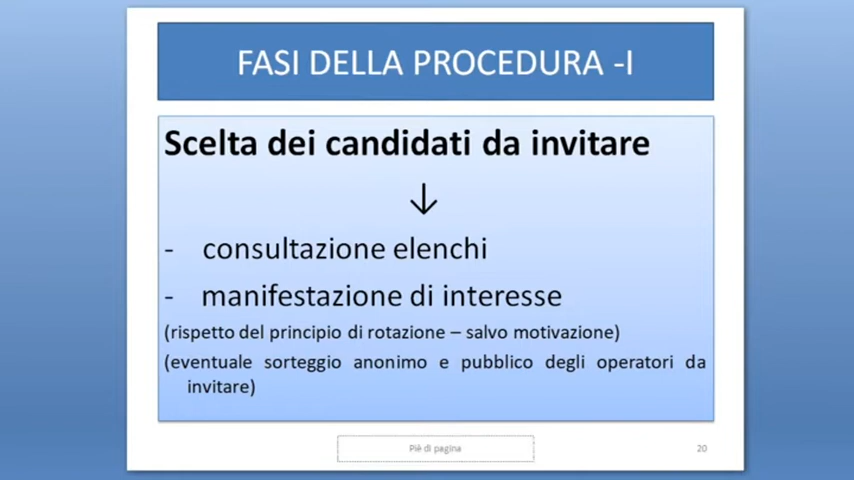 FASI DELLA PROCEDURA -I
Scelta dei candidati da invitare
↓
- consultazione elenchi
- manifestazione di interesse
(rispetto del principio di rotazione – salvo motivazione)
(eventuale sorteggio anonimo e pubblico degli operatori da
invitare)
Piè di pagina
20